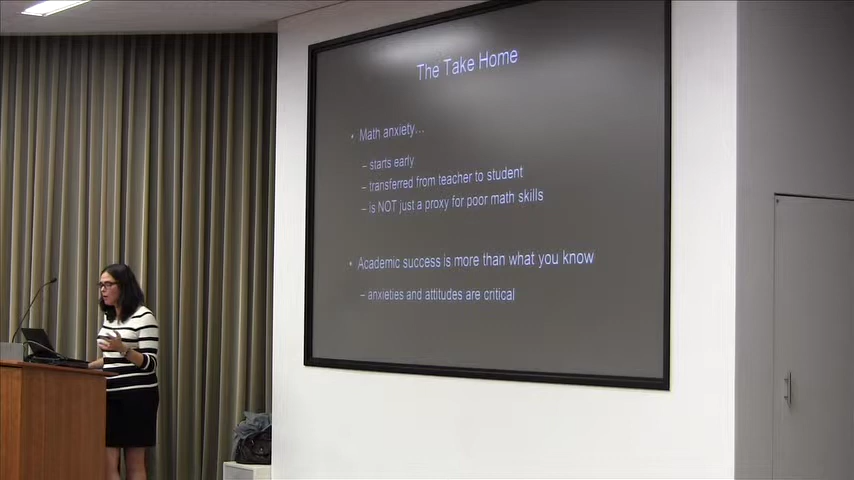 The Take Home
• Math anxiety...
– starts early
– transferred from teacher to student
– is NOT just a proxy for poor math skills
• Academic success is more than what you know
– anxieties and attitudes are critical